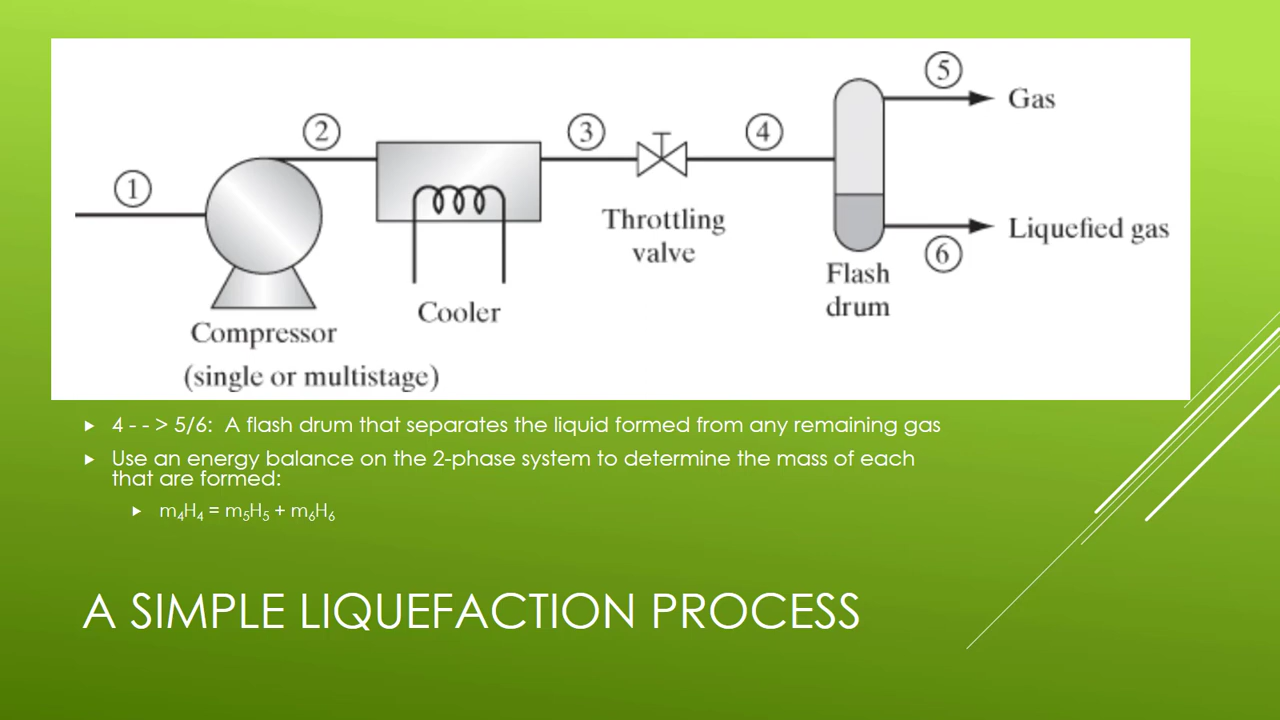 ①
②
③
④
⑤
Gas
Throttling
valve
Liquefied gas
⑥
Flash
drum
Cooler
Compressor
(single or multistage)
4 - - > 5/6:  A flash drum that separates the liquid formed from any remaining gas
Use an energy balance on the 2-phase system to determine the mass of each
that are formed:
m₄H₄ = m₅H₅ + m₆H₆
A SIMPLE LIQUEFACTION PROCESS